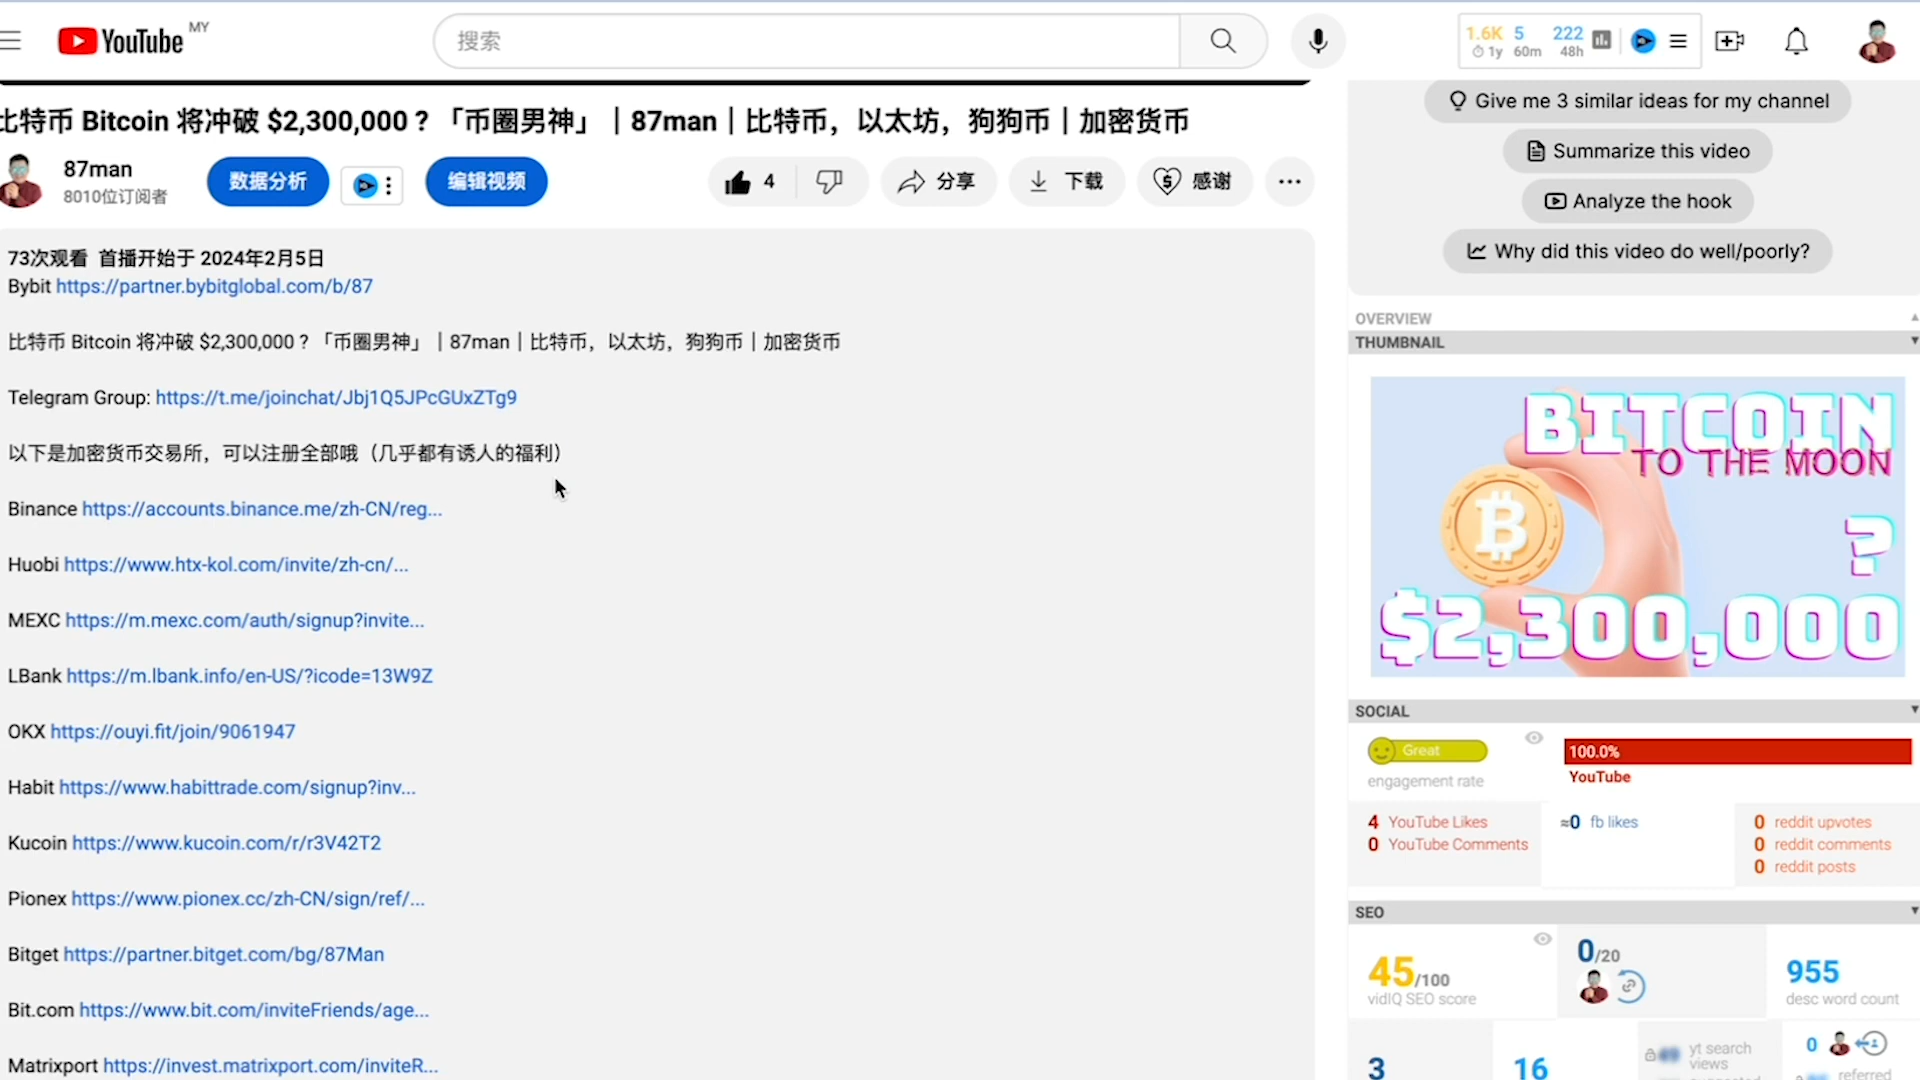 YouTube MY
搜索
1.6K 5 222
1y 60m 48h
比特币 Bitcoin 将冲破 $2,300,000？「币圈男神」｜87man｜比特币，以太坊，狗狗币｜加密货币
87man
8010位订阅者
数据分析
编辑视频
4
分享
下载
感谢
73次观看 首播开始于 2024年2月5日
Bybit https://partner.bybitglobal.com/b/87
比特币 Bitcoin 将冲破 $2,300,000？「币圈男神」｜87man｜比特币，以太坊，狗狗币｜加密货币
Telegram Group: https://t.me/joinchat/Jbj1Q5JPcGUxZTg9
以下是加密货币交易所，可以注册全部哦（几乎都有诱人的福利）
Binance https://accounts.binance.me/zh-CN/reg...
Huobi https://www.htx-kol.com/invite/zh-cn/...
MEXC https://m.mexc.com/auth/signup?invite...
LBank https://m.lbank.info/en-US/?icode=13W9Z
OKX https://ouyi.fit/join/9061947
Habit https://www.habittrade.com/signup?inv...
Kucoin https://www.kucoin.com/r/r3V42T2
Pionex https://www.pionex.cc/zh-CN/sign/ref/...
Bitget https://partner.bitget.com/bg/87Man
Bit.com https://www.bit.com/inviteFriends/age...
Matrixport https://invest.matrixport.com/inviteR...
Give me 3 similar ideas for my channel
Summarize this video
Analyze the hook
Why did this video do well/poorly?
OVERVIEW
THUMBNAIL
BITCOIN
TO THE MOON
?
$2,300,000
SOCIAL
Great
engagement rate
100.0%
YouTube
4 YouTube Likes
0 YouTube Comments
≈0 fb likes
0 reddit upvotes
0 reddit comments
0 reddit posts
SEO
45/100
vidIQ SEO score
0/20
955
desc word count
3
16
yt search
views
0
referred